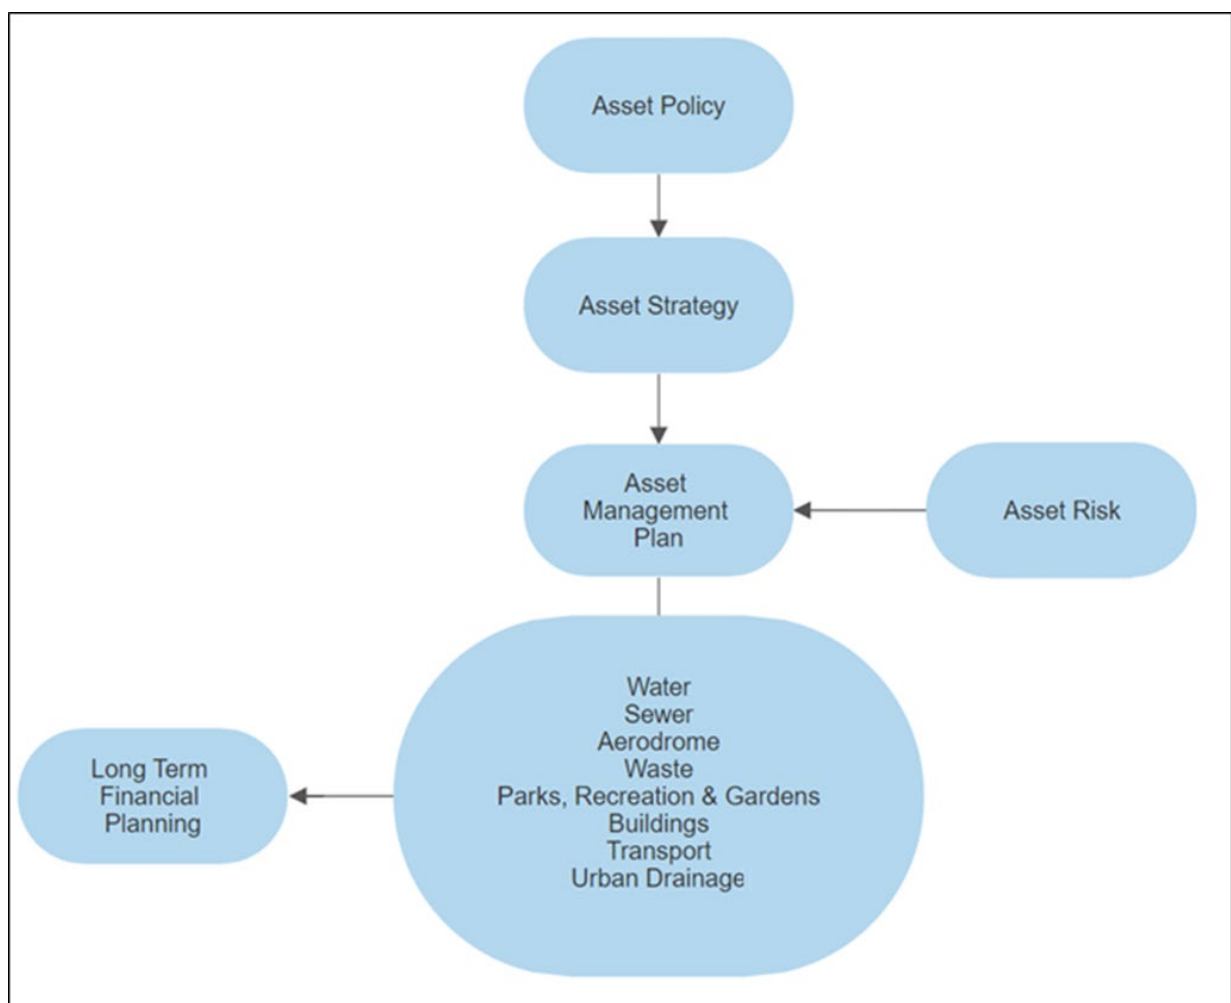 Asset Policy
Asset Strategy
Asset
Management
Plan
Asset Risk
Water
Sewer
Aerodrome
Waste
Parks, Recreation & Gardens
Buildings
Transport
Urban Drainage
Long Term
Financial
Planning